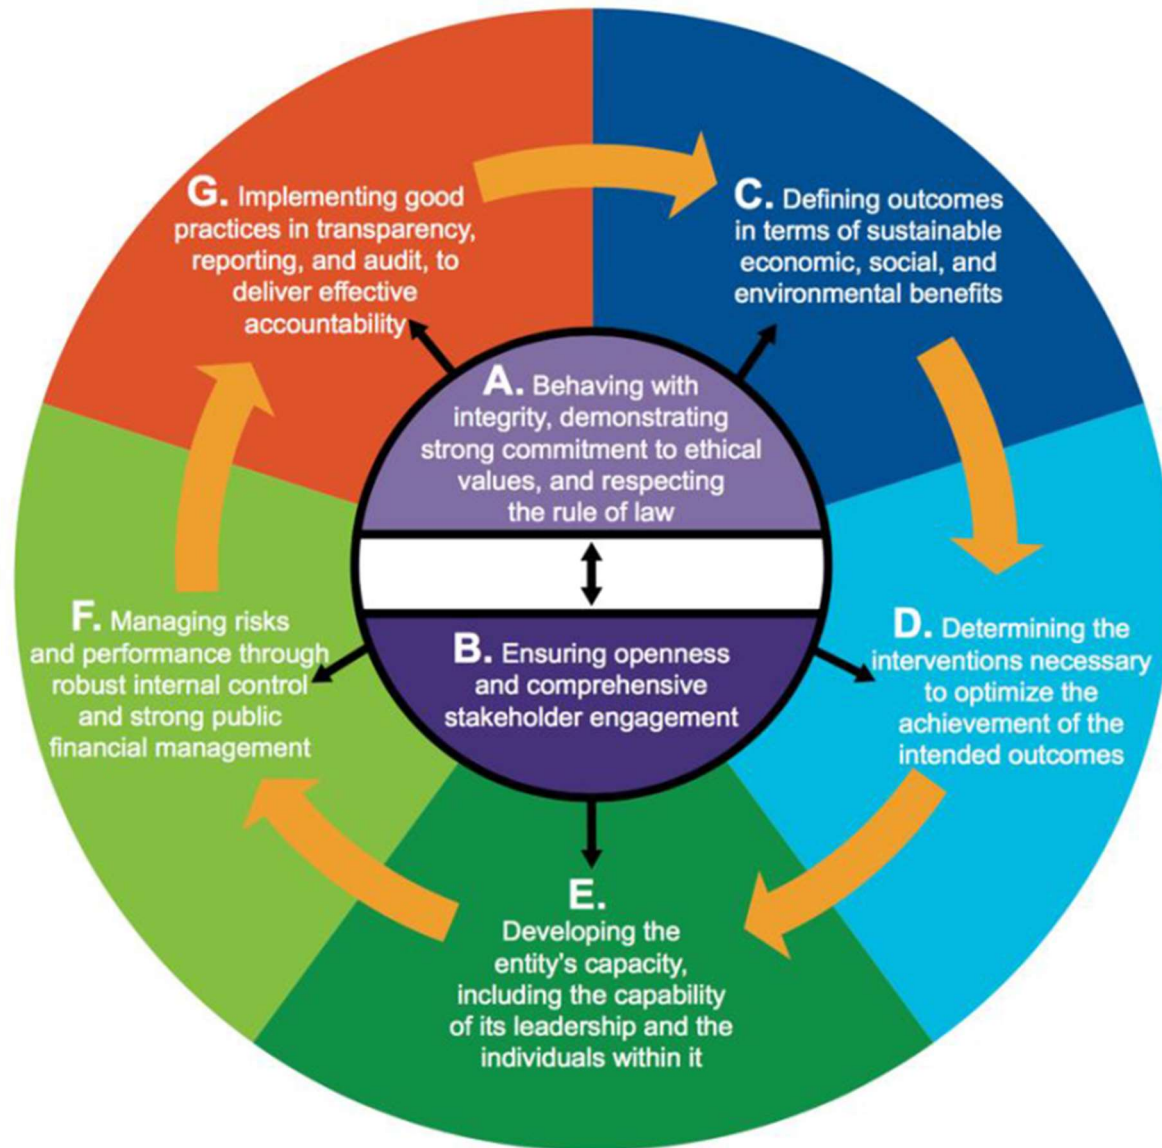 G. Implementing good
practices in transparency,
reporting, and audit, to
deliver effective
accountability
C. Defining outcomes
in terms of sustainable
economic, social, and
environmental benefits
A. Behaving with
integrity, demonstrating
strong commitment to ethical
values, and respecting
the rule of law
F. Managing risks
and performance through
robust internal control
and strong public
financial management
B. Ensuring openness
and comprehensive
stakeholder engagement
D. Determining the
interventions necessary
to optimize the
achievement of the
intended outcomes
E.
Developing the
entity’s capacity,
including the capability
of its leadership and the
individuals within it